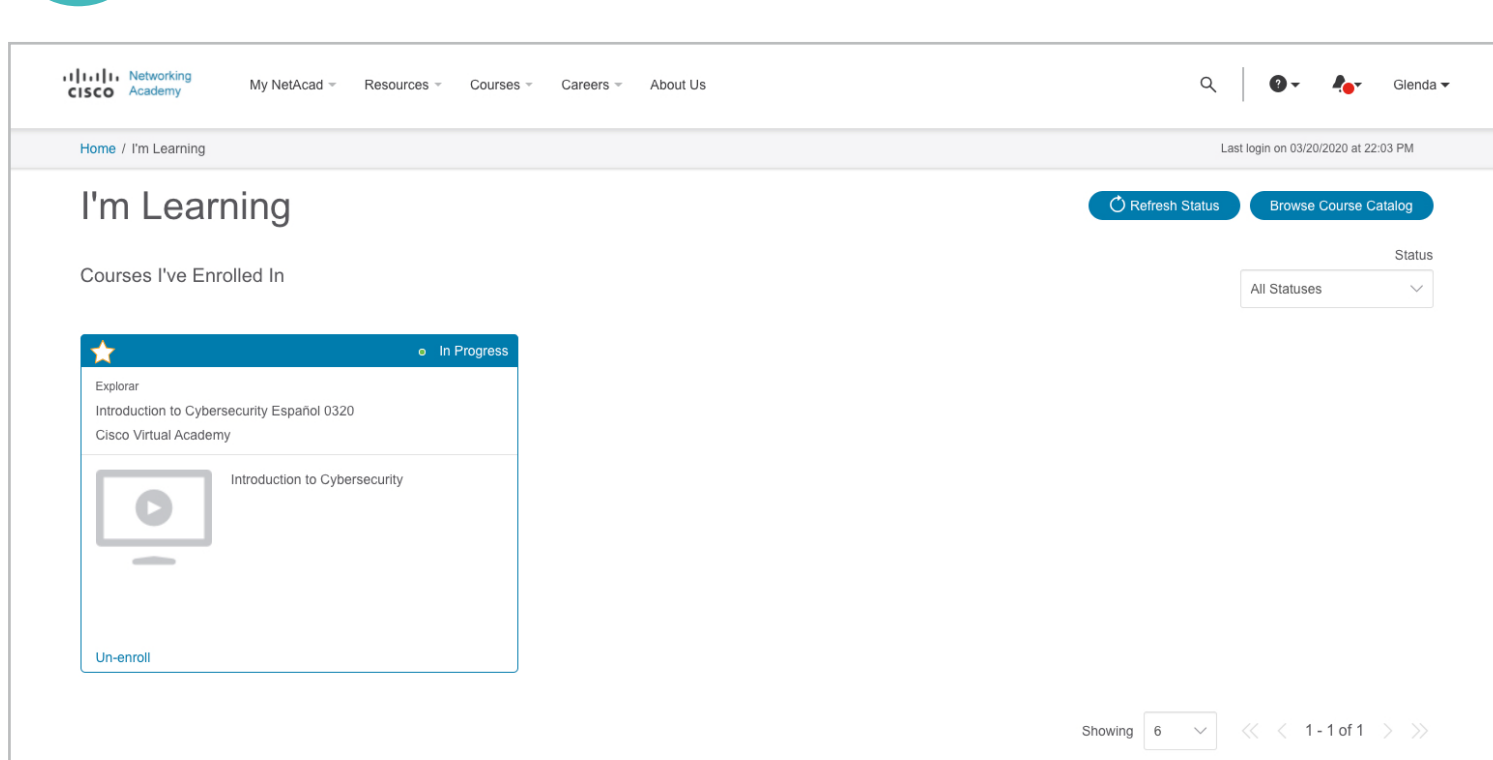 Networking
CISCO Academy
My NetAcad Resources Courses Careers About Us
? Glenda
Home / I'm Learning
Last login on 03/20/2020 at 22:03 PM
I'm Learning
Refresh Status
Browse Course Catalog
Status
Courses I've Enrolled In
All Statuses
In Progress
Explorar
Introduction to Cybersecurity Español 0320
Cisco Virtual Academy
Introduction to Cybersecurity
Un-enroll
Showing 6 1 - 1 of 1